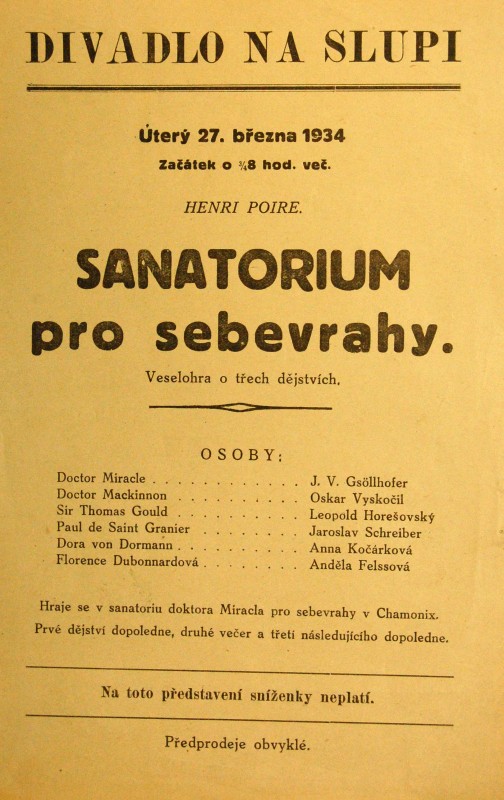 DIVADLO NA SLUPI
Úterý 27. března 1934
Začátek o ¾8 hod. več.
HENRI POIRE.
SANATORIUM
pro sebevrahy.
Veselohra o třech dějstvích.
OSOBY:
Doctor Miracle . . . . . . . . . . . . J. V. Gsöllhofer
Doctor Mackinnon . . . . . . . . . . Oskar Vyskočil
Sir Thomas Gould . . . . . . . . . . Leopold Horešovský
Paul de Saint Granier . . . . . . . . Jaroslav Schreiber
Dora von Dormann . . . . . . . . . . Anna Kočárková
Florence Dubonnardová . . . . . . . . Anděla Felssová
Hraje se v sanatoriu doktora Miracla pro sebevrahy v Chamonix.
Prvé dějství dopoledne, druhé večer a třetí následujícího dopoledne.
Na toto představení sníženky neplatí.
Předprodeje obvyklé.